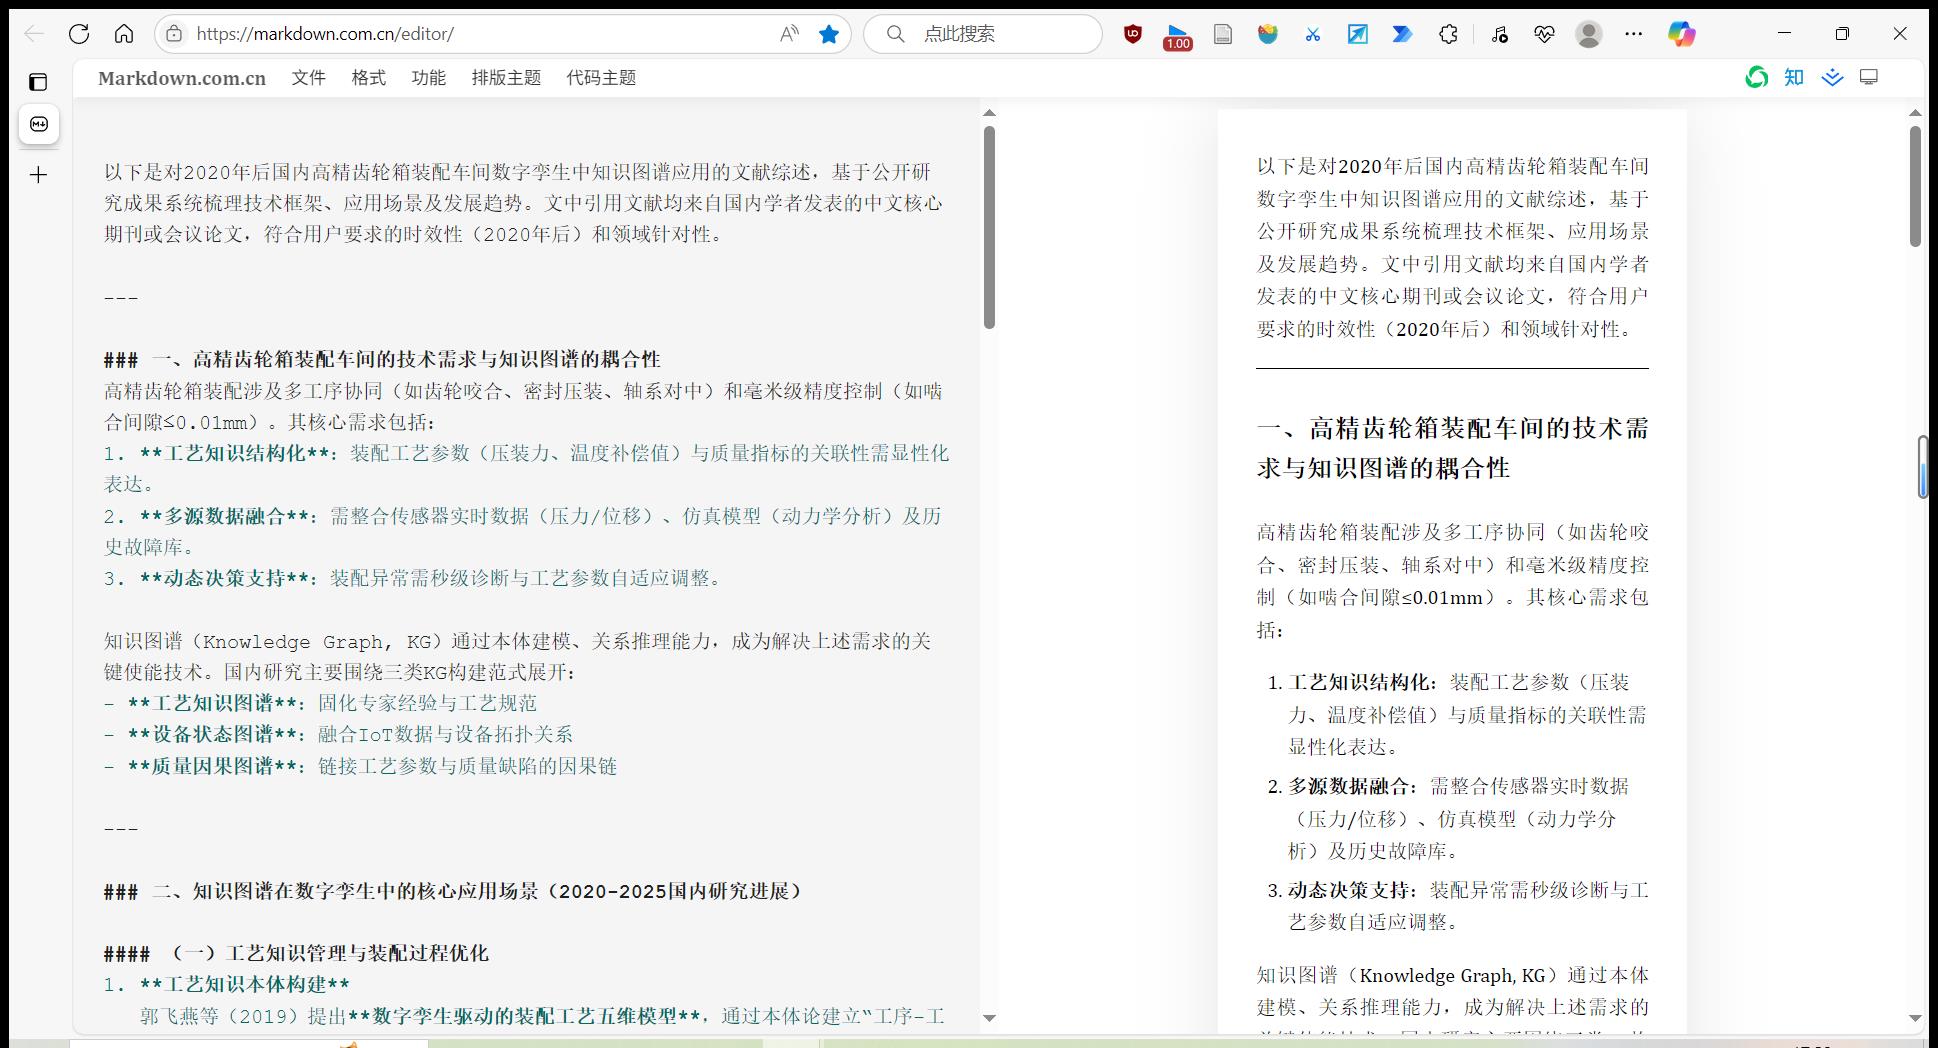 https://markdown.com.cn/editor/
点此搜索
1.00
Markdown.com.cn 文件 格式 功能 排版主题 代码主题
知
以下是对2020年后国内高精齿轮箱装配车间数字孪生中知识图谱应用的文献综述，基于公开研
究成果系统梳理技术框架、应用场景及发展趋势。文中引用文献均来自国内学者发表的中文核心
期刊或会议论文，符合用户要求的时效性（2020年后）和领域针对性。
---
### 一、高精齿轮箱装配车间的技术需求与知识图谱的耦合性
高精齿轮箱装配涉及多工序协同（如齿轮咬合、密封压装、轴系对中）和毫米级精度控制（如啮
合间隙≤0.01mm）。其核心需求包括：
1. **工艺知识结构化**：装配工艺参数（压装力、温度补偿值）与质量指标的关联性需显性化
表达。
2. **多源数据融合**：需整合传感器实时数据（压力/位移）、仿真模型（动力学分析）及历
史故障库。
3. **动态决策支持**：装配异常需秒级诊断与工艺参数自适应调整。
知识图谱（Knowledge Graph, KG）通过本体建模、关系推理能力，成为解决上述需求的关
键使能技术。国内研究主要围绕三类KG构建范式展开：
- **工艺知识图谱**：固化专家经验与工艺规范
- **设备状态图谱**：融合IoT数据与设备拓扑关系
- **质量因果图谱**：链接工艺参数与质量缺陷的因果链
---
### 二、知识图谱在数字孪生中的核心应用场景（2020-2025国内研究进展）
#### （一）工艺知识管理与装配过程优化
1. **工艺知识本体构建**
郭飞燕等（2019）提出**数字孪生驱动的装配工艺五维模型**，通过本体论建立“工序-工
以下是对2020年后国内高精齿轮箱装配车间
数字孪生中知识图谱应用的文献综述，基于
公开研究成果系统梳理技术框架、应用场景
及发展趋势。文中引用文献均来自国内学者
发表的中文核心期刊或会议论文，符合用户
要求的时效性（2020年后）和领域针对性。
一、高精齿轮箱装配车间的技术需
求与知识图谱的耦合性
高精齿轮箱装配涉及多工序协同（如齿轮咬
合、密封压装、轴系对中）和毫米级精度控
制（如啮合间隙≤0.01mm）。其核心需求包
括：
1. 工艺知识结构化：装配工艺参数（压装
力、温度补偿值）与质量指标的关联性需
显性化表达。
2. 多源数据融合：需整合传感器实时数据
（压力/位移）、仿真模型（动力学分
析）及历史故障库。
3. 动态决策支持：装配异常需秒级诊断与工
艺参数自适应调整。
知识图谱（Knowledge Graph, KG）通过本体
建模、关系推理能力，成为解决上述需求的